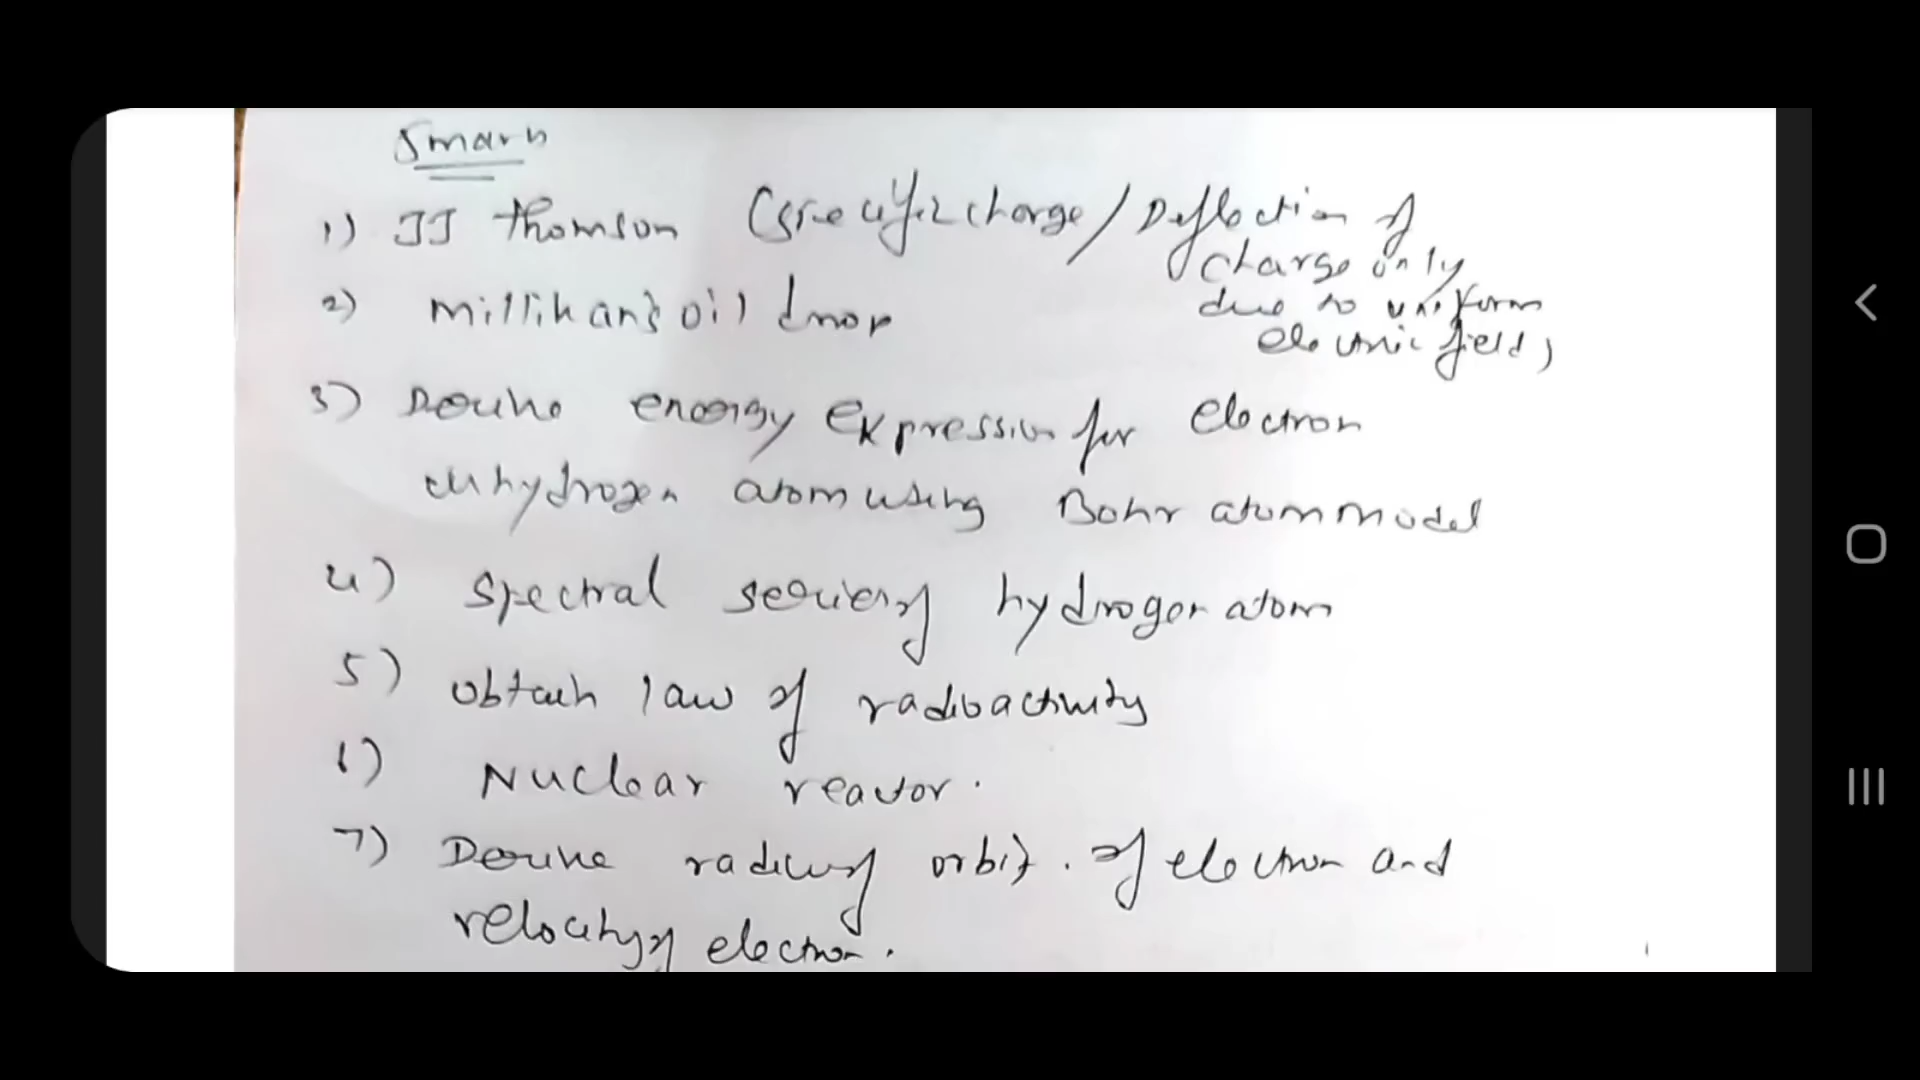 5mark
1) JJ Thomson (specific charge / Deflection of
charge only
due to uniform
electric field)
2) Millikan's oil drop
3) Derive energy expression for electron
in hydrogen atom using Bohr atom model
4) Spectral series of hydrogen atom
5) obtain law of radioactivity
6) Nuclear reactor.
7) Derive radius of orbit. of electron and
velocity of electron.